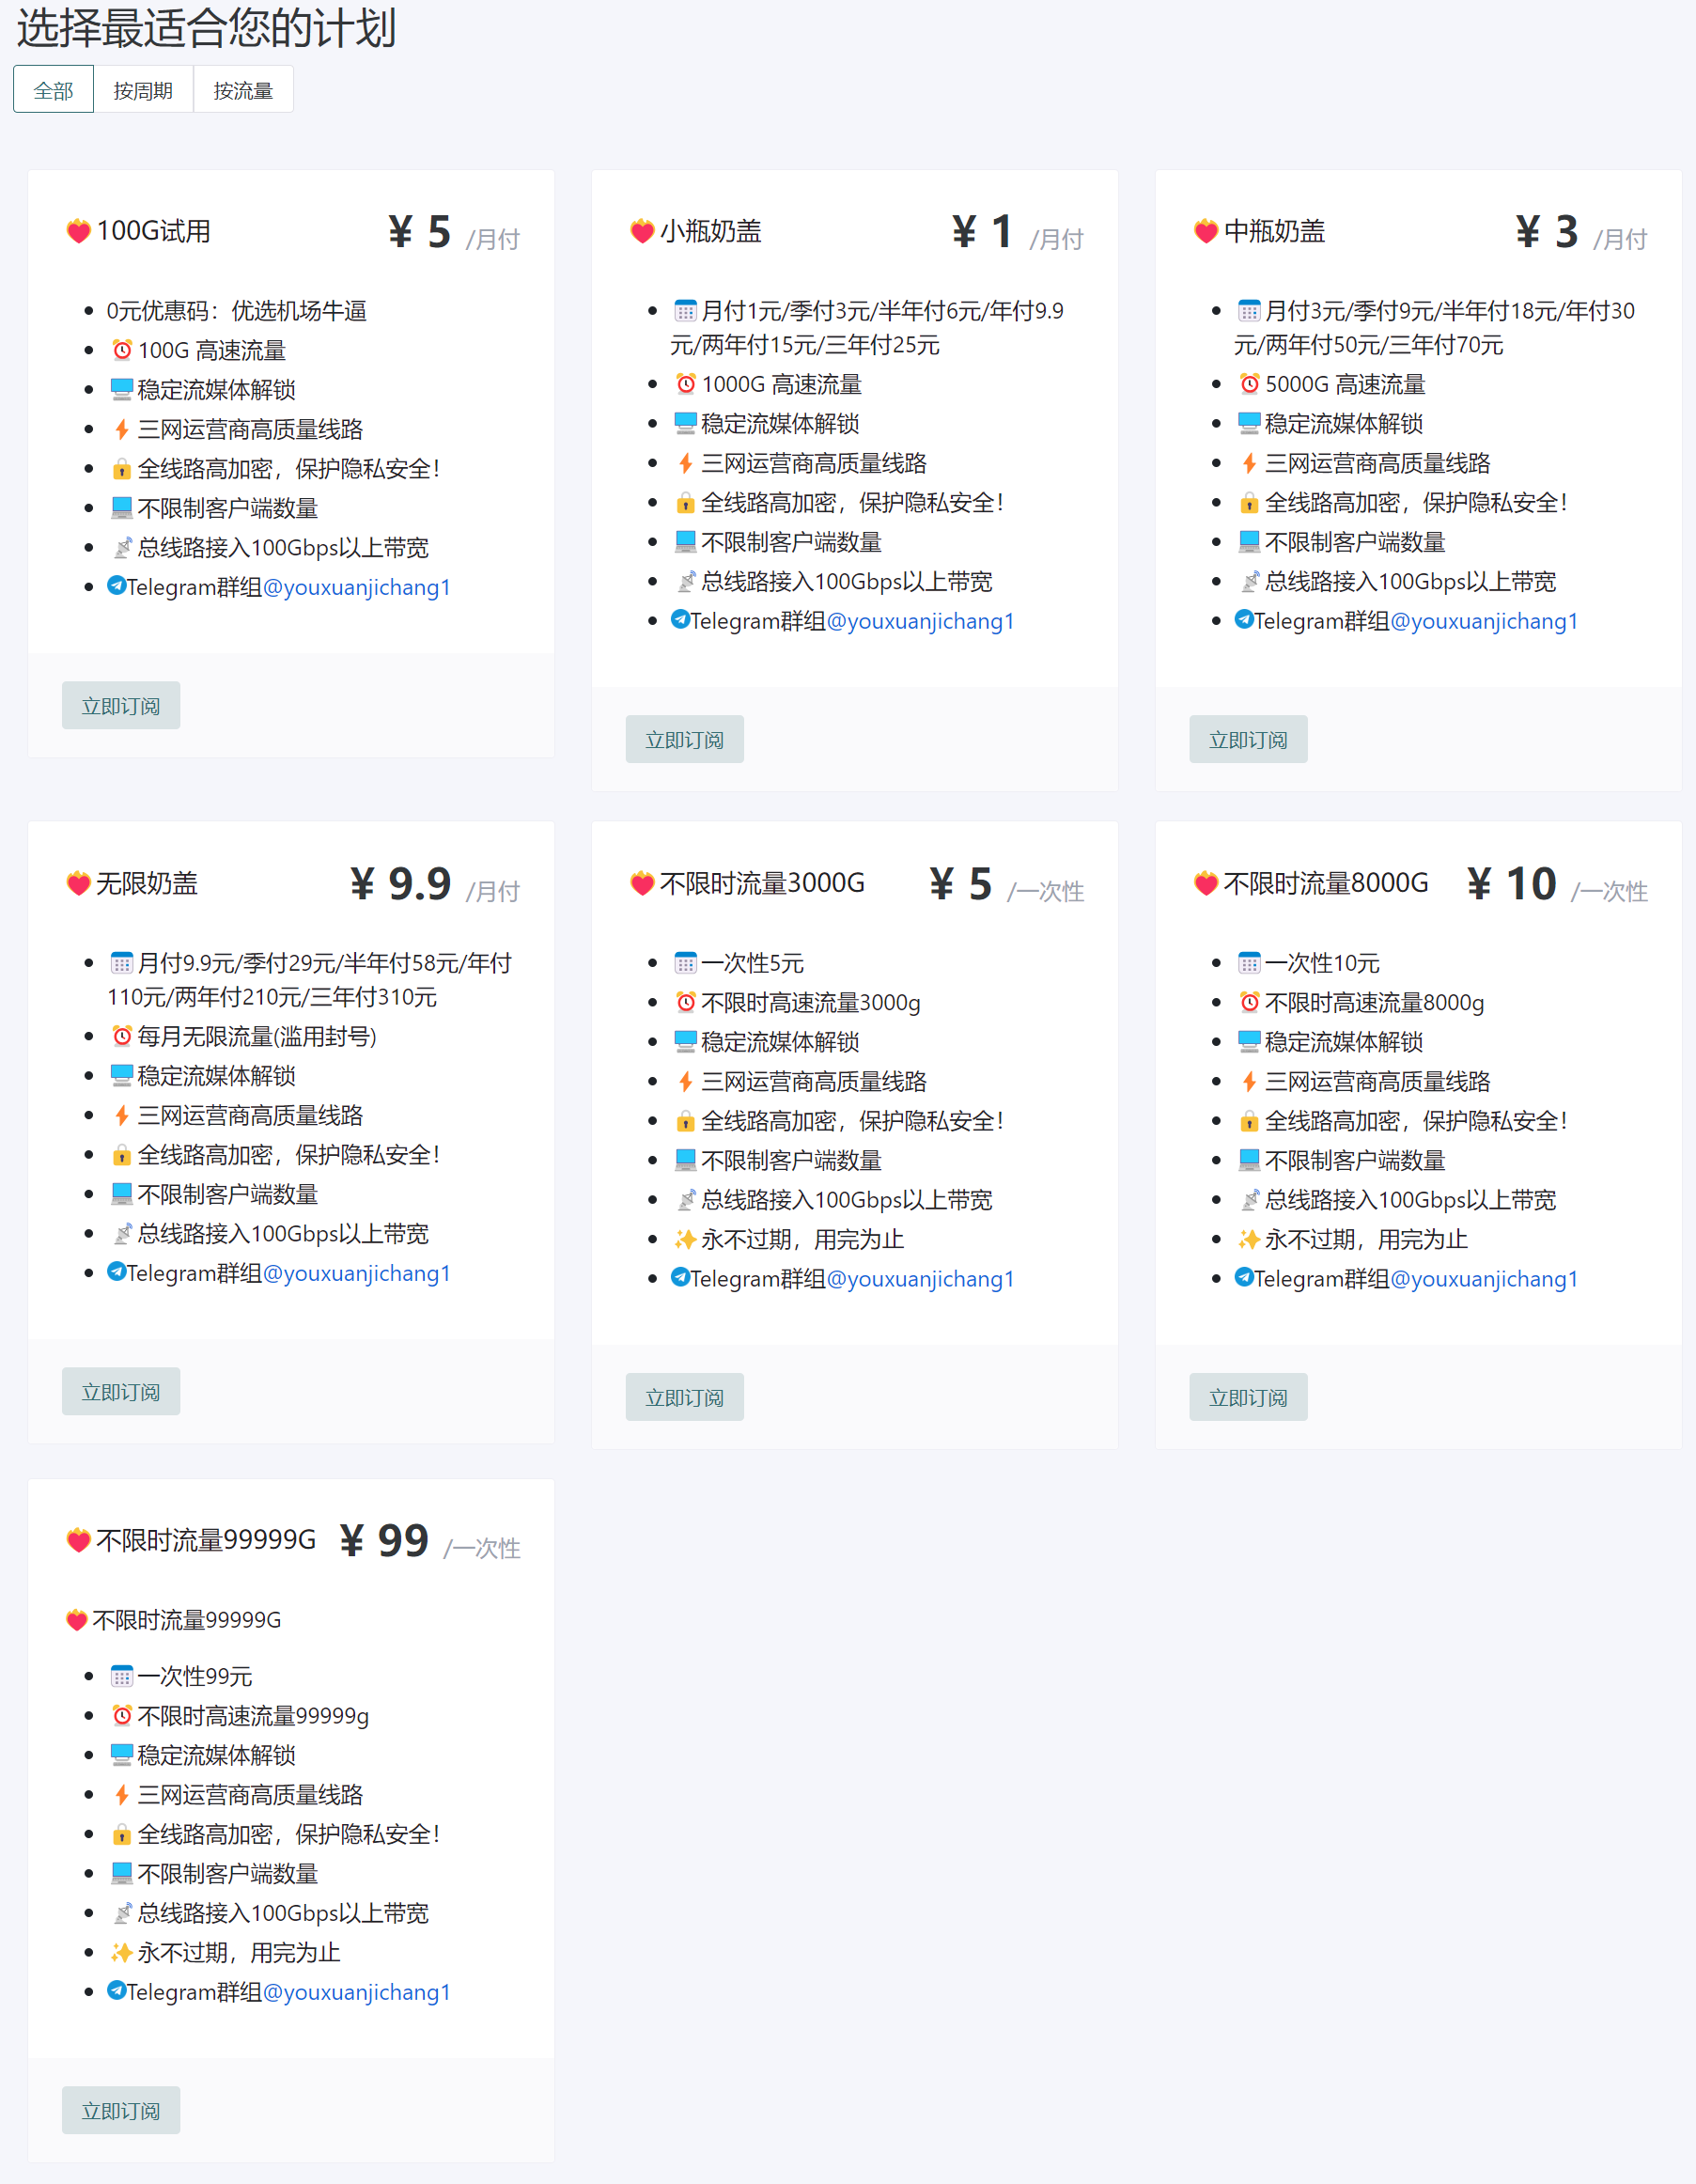 选择最适合您的计划
全部
按周期
按流量
100G试用
¥ 5 /月付
0元优惠码：优选机场牛逼
100G 高速流量
稳定流媒体解锁
三网运营商高质量线路
全线路高加密，保护隐私安全！
不限制客户端数量
总线路接入100Gbps以上带宽
Telegram群组@youxuanjichang1
立即订阅
小瓶奶盖
¥ 1 /月付
月付1元/季付3元/半年付6元/年付9.9
元/两年付15元/三年付25元
1000G 高速流量
稳定流媒体解锁
三网运营商高质量线路
全线路高加密，保护隐私安全！
不限制客户端数量
总线路接入100Gbps以上带宽
Telegram群组@youxuanjichang1
立即订阅
中瓶奶盖
¥ 3 /月付
月付3元/季付9元/半年付18元/年付30
元/两年付50元/三年付70元
5000G 高速流量
稳定流媒体解锁
三网运营商高质量线路
全线路高加密，保护隐私安全！
不限制客户端数量
总线路接入100Gbps以上带宽
Telegram群组@youxuanjichang1
立即订阅
无限奶盖
¥ 9.9 /月付
月付9.9元/季付29元/半年付58元/年付
110元/两年付210元/三年付310元
每月无限流量(滥用封号)
稳定流媒体解锁
三网运营商高质量线路
全线路高加密，保护隐私安全！
不限制客户端数量
总线路接入100Gbps以上带宽
Telegram群组@youxuanjichang1
立即订阅
不限时流量3000G
¥ 5 /一次性
一次性5元
不限时高速流量3000g
稳定流媒体解锁
三网运营商高质量线路
全线路高加密，保护隐私安全！
不限制客户端数量
总线路接入100Gbps以上带宽
永不过期，用完为止
Telegram群组@youxuanjichang1
立即订阅
不限时流量8000G
¥ 10 /一次性
一次性10元
不限时高速流量8000g
稳定流媒体解锁
三网运营商高质量线路
全线路高加密，保护隐私安全！
不限制客户端数量
总线路接入100Gbps以上带宽
永不过期，用完为止
Telegram群组@youxuanjichang1
立即订阅
不限时流量99999G
¥ 99 /一次性
不限时流量99999G
一次性99元
不限时高速流量99999g
稳定流媒体解锁
三网运营商高质量线路
全线路高加密，保护隐私安全！
不限制客户端数量
总线路接入100Gbps以上带宽
永不过期，用完为止
Telegram群组@youxuanjichang1
立即订阅